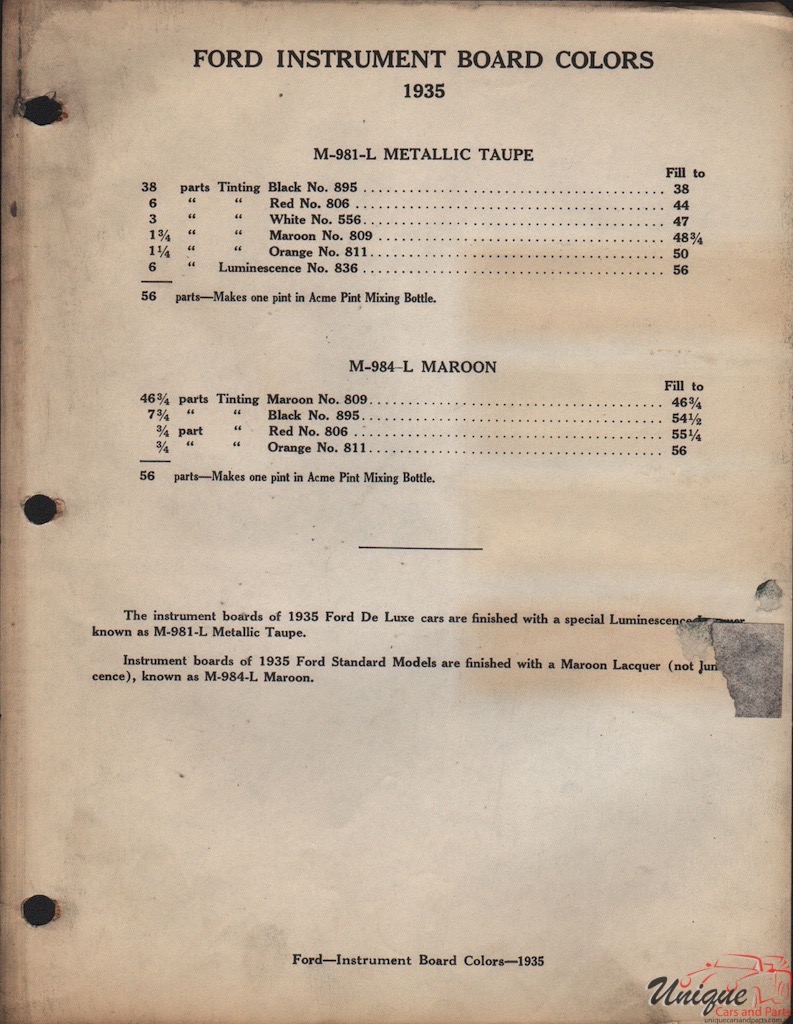 FORD INSTRUMENT BOARD COLORS
1935
M-981-L METALLIC TAUPE
Fill to
38 parts Tinting Black No. 895 . . . . . . . . . . . . . . . . . . . . 38
6 “ “ Red No. 806 . . . . . . . . . . . . . . . . . . . . 44
3 “ “ White No. 556 . . . . . . . . . . . . . . . . . . . . 47
1¾ “ “ Maroon No. 809 . . . . . . . . . . . . . . . . . . . . 48¾
1¼ “ “ Orange No. 811 . . . . . . . . . . . . . . . . . . . . 50
6 “ Luminescence No. 836 . . . . . . . . . . . . . . . . . . . . 56
56 parts—Makes one pint in Acme Pint Mixing Bottle.
M-984-L MAROON
Fill to
46¾ parts Tinting Maroon No. 809 . . . . . . . . . . . . . . . . . . . . 46¾
7¾ “ “ Black No. 895 . . . . . . . . . . . . . . . . . . . . 54½
¾ part “ Red No. 806 . . . . . . . . . . . . . . . . . . . . 55¼
¾ “ “ Orange No. 811 . . . . . . . . . . . . . . . . . . . . 56
56 parts—Makes one pint in Acme Pint Mixing Bottle.
The instrument boards of 1935 Ford De Luxe cars are finished with a special Luminescence
known as M-981-L Metallic Taupe.
Instrument boards of 1935 Ford Standard Models are finished with a Maroon Lacquer (not
cence), known as M-984-L Maroon.
Ford—Instrument Board Colors—1935
Unique
Cars and Parts
uniquecarsandparts.com